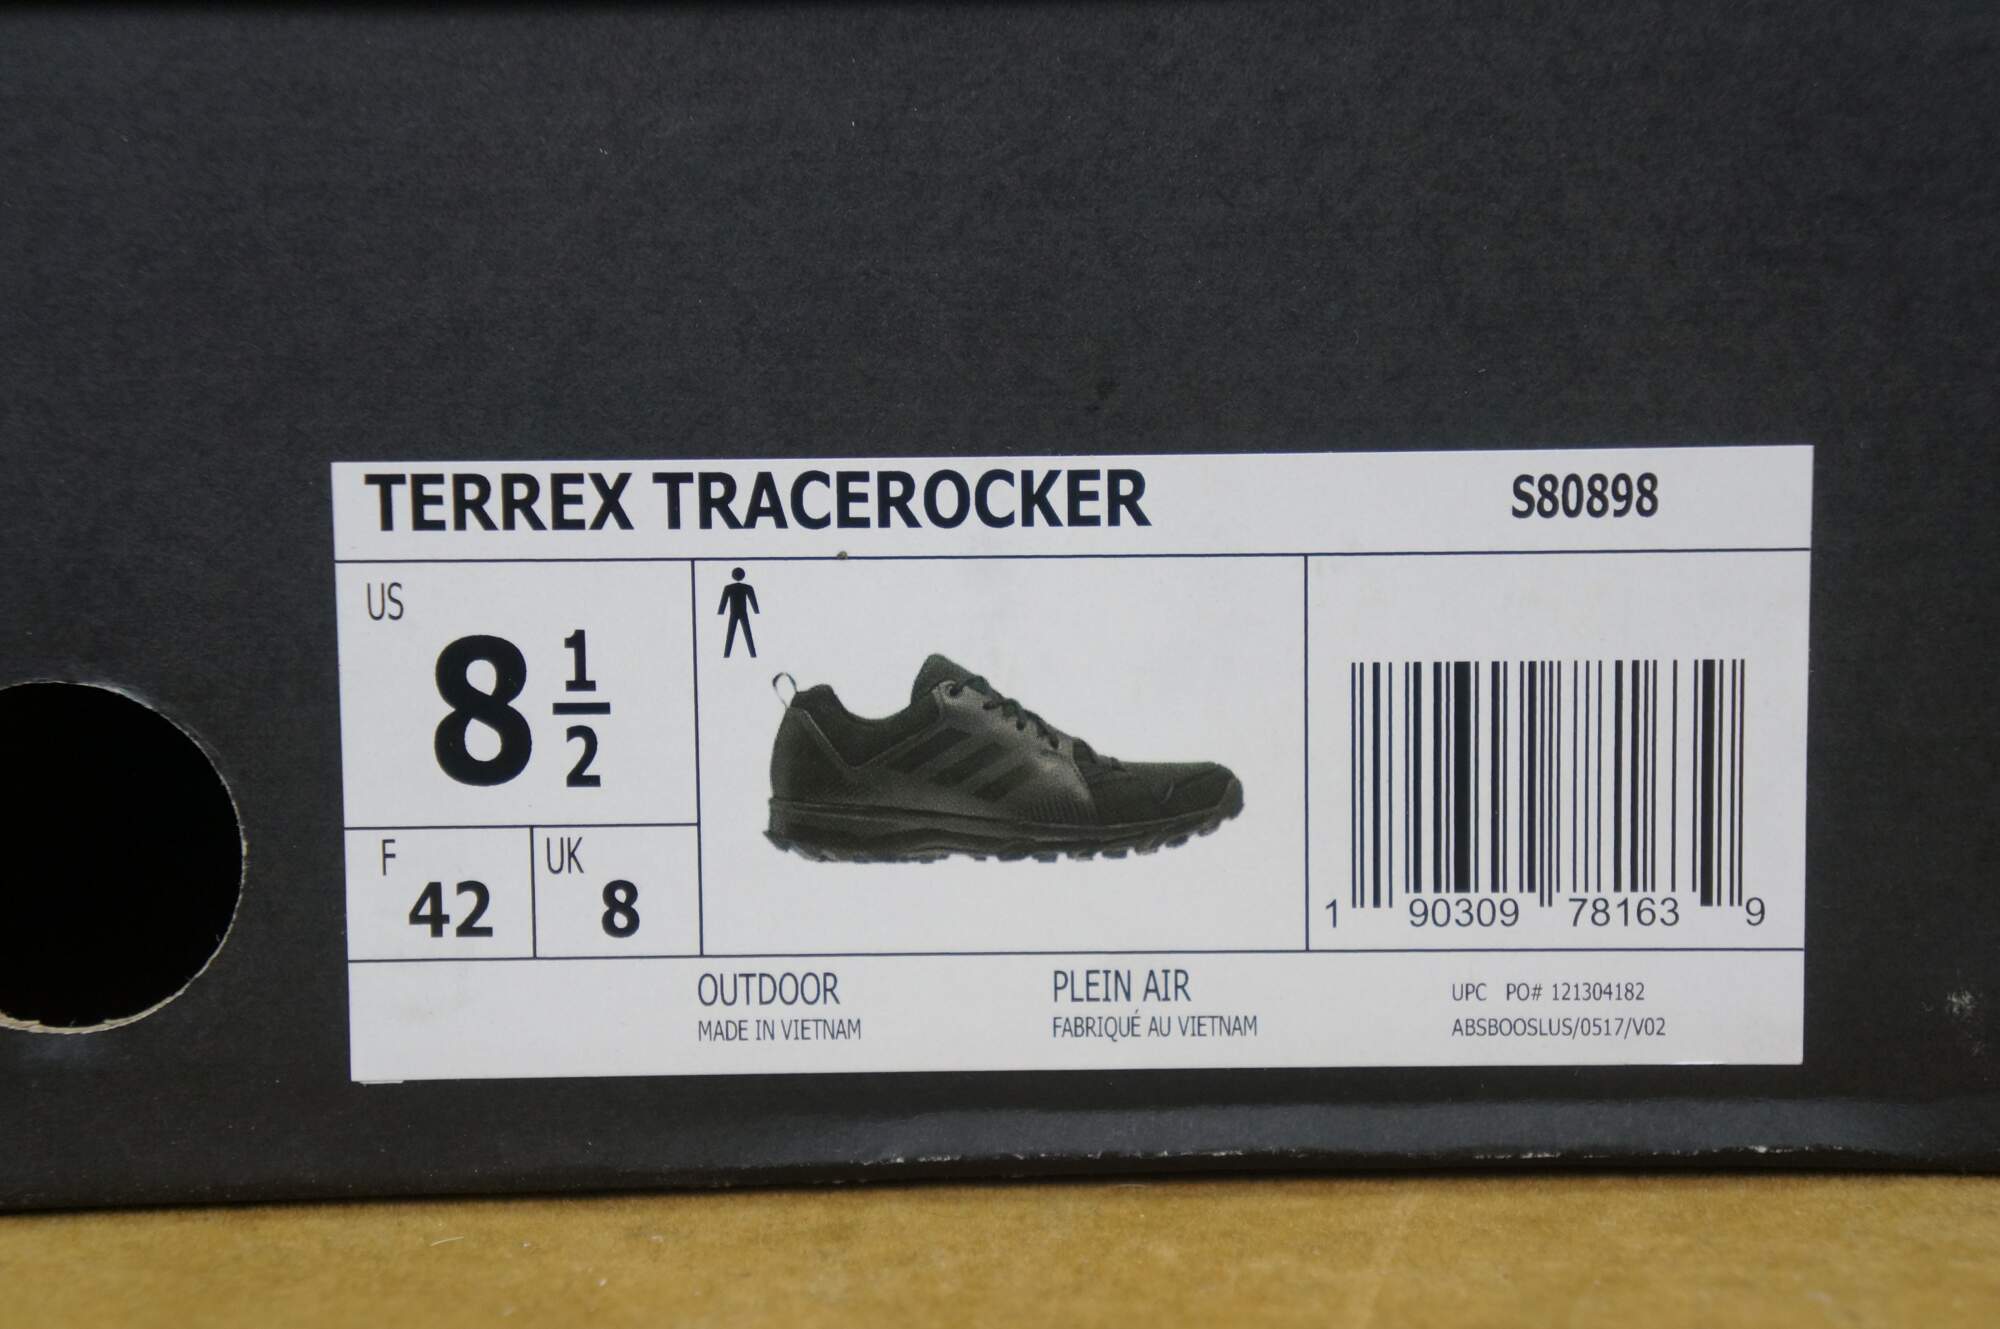 TERREX TRACEROCKER S80898
US
8 1/2
F 42
UK 8
1 90309 78163 9
OUTDOOR
MADE IN VIETNAM
PLEIN AIR
FABRIQUÉ AU VIETNAM
UPC PO# 121304182
ABSBOOSLUS/0517/V02